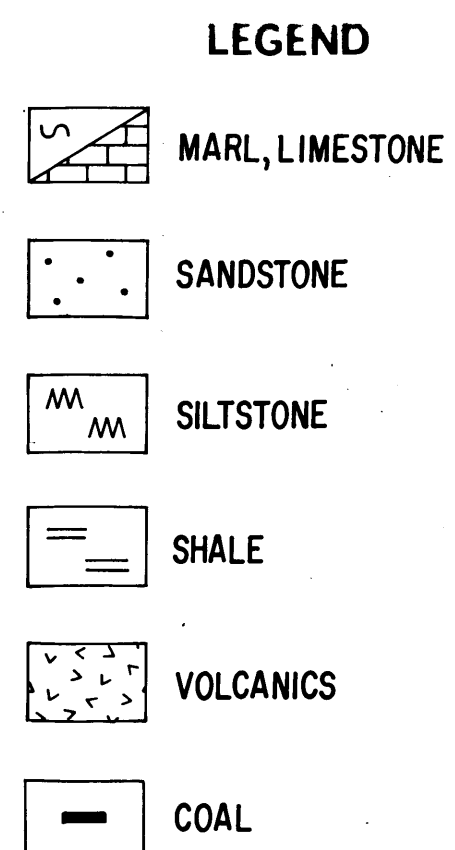 LEGEND
MARL, LIMESTONE
SANDSTONE
SILTSTONE
SHALE
VOLCANICS
COAL